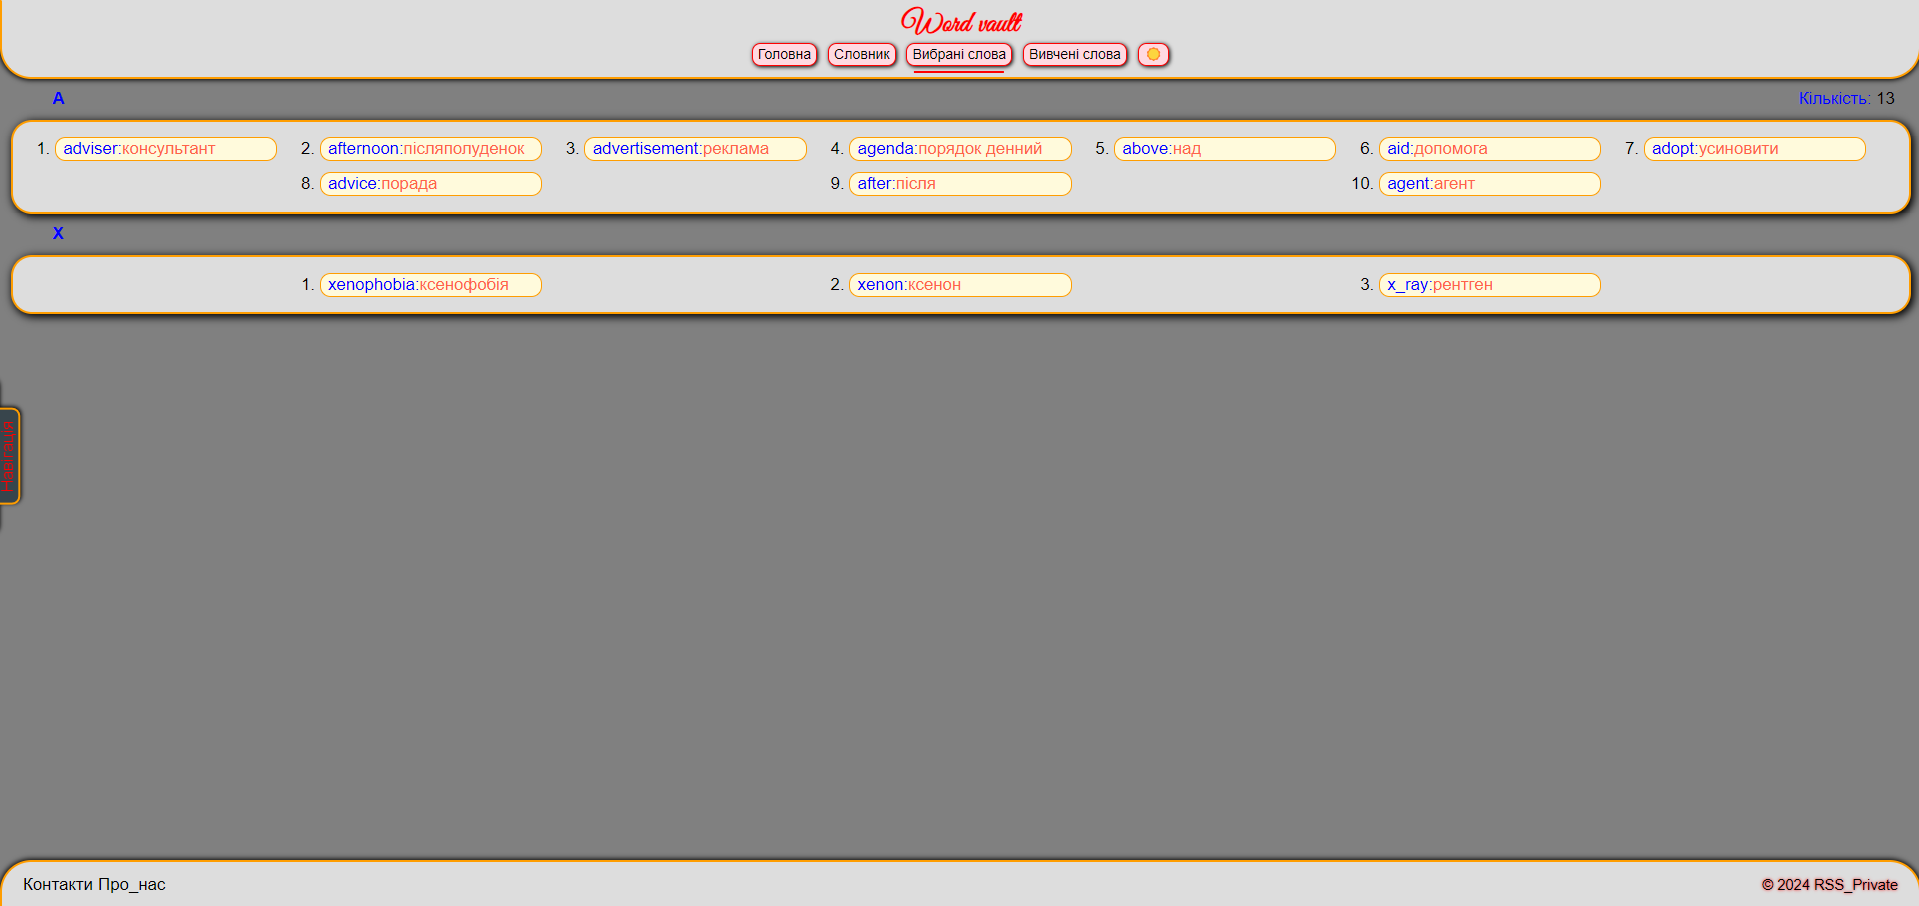 Word vault
Головна Словник Вибрані слова Вивчені слова
A Кількість: 13
1. adviser:консультант 2. afternoon:післяполуденок 3. advertisement:реклама 4. agenda:порядок денний 5. above:над 6. aid:допомога 7. adopt:усиновити
8. advice:порада 9. after:після 10. agent:агент
X
1. xenophobia:ксенофобія 2. xenon:ксенон 3. x_ray:рентген
Навігація
Контакти Про_нас © 2024 RSS_Private